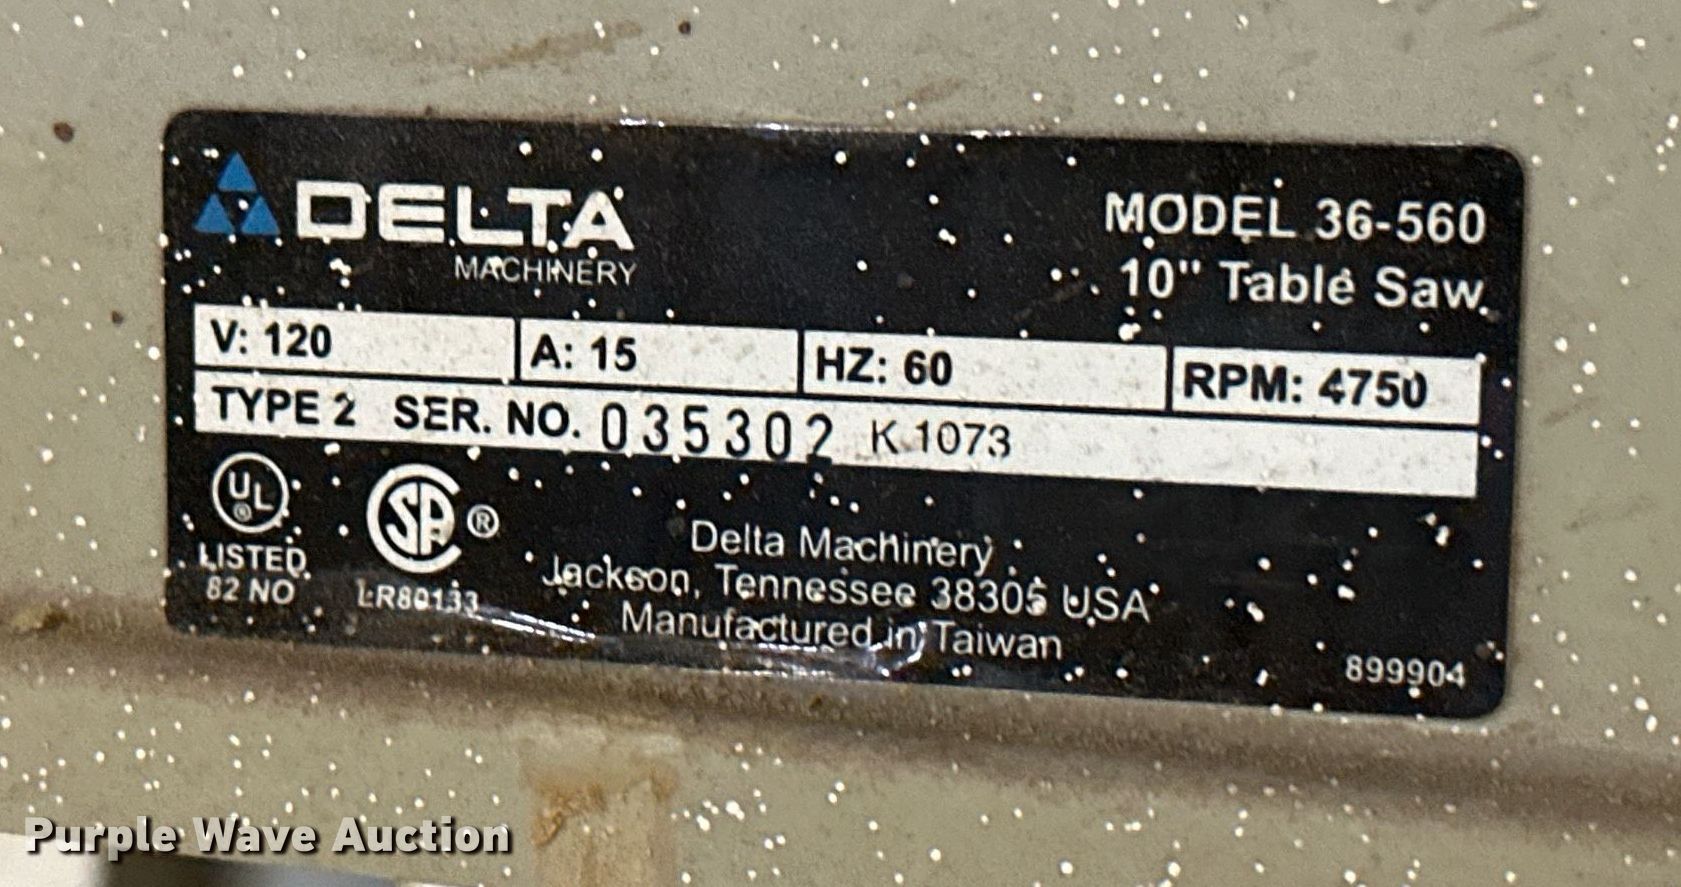 DELTA
MACHINERY
MODEL 36-560
10" Table Saw
V: 120 A: 15 HZ: 60 RPM: 4750
TYPE 2 SER. NO. 035302 K 1073
UL
®
LISTED
82 NO
SA ®
LR80133
Delta Machinery
Jackson, Tennessee 38305 USA
Manufactured in Taiwan
899904
Purple Wave Auction